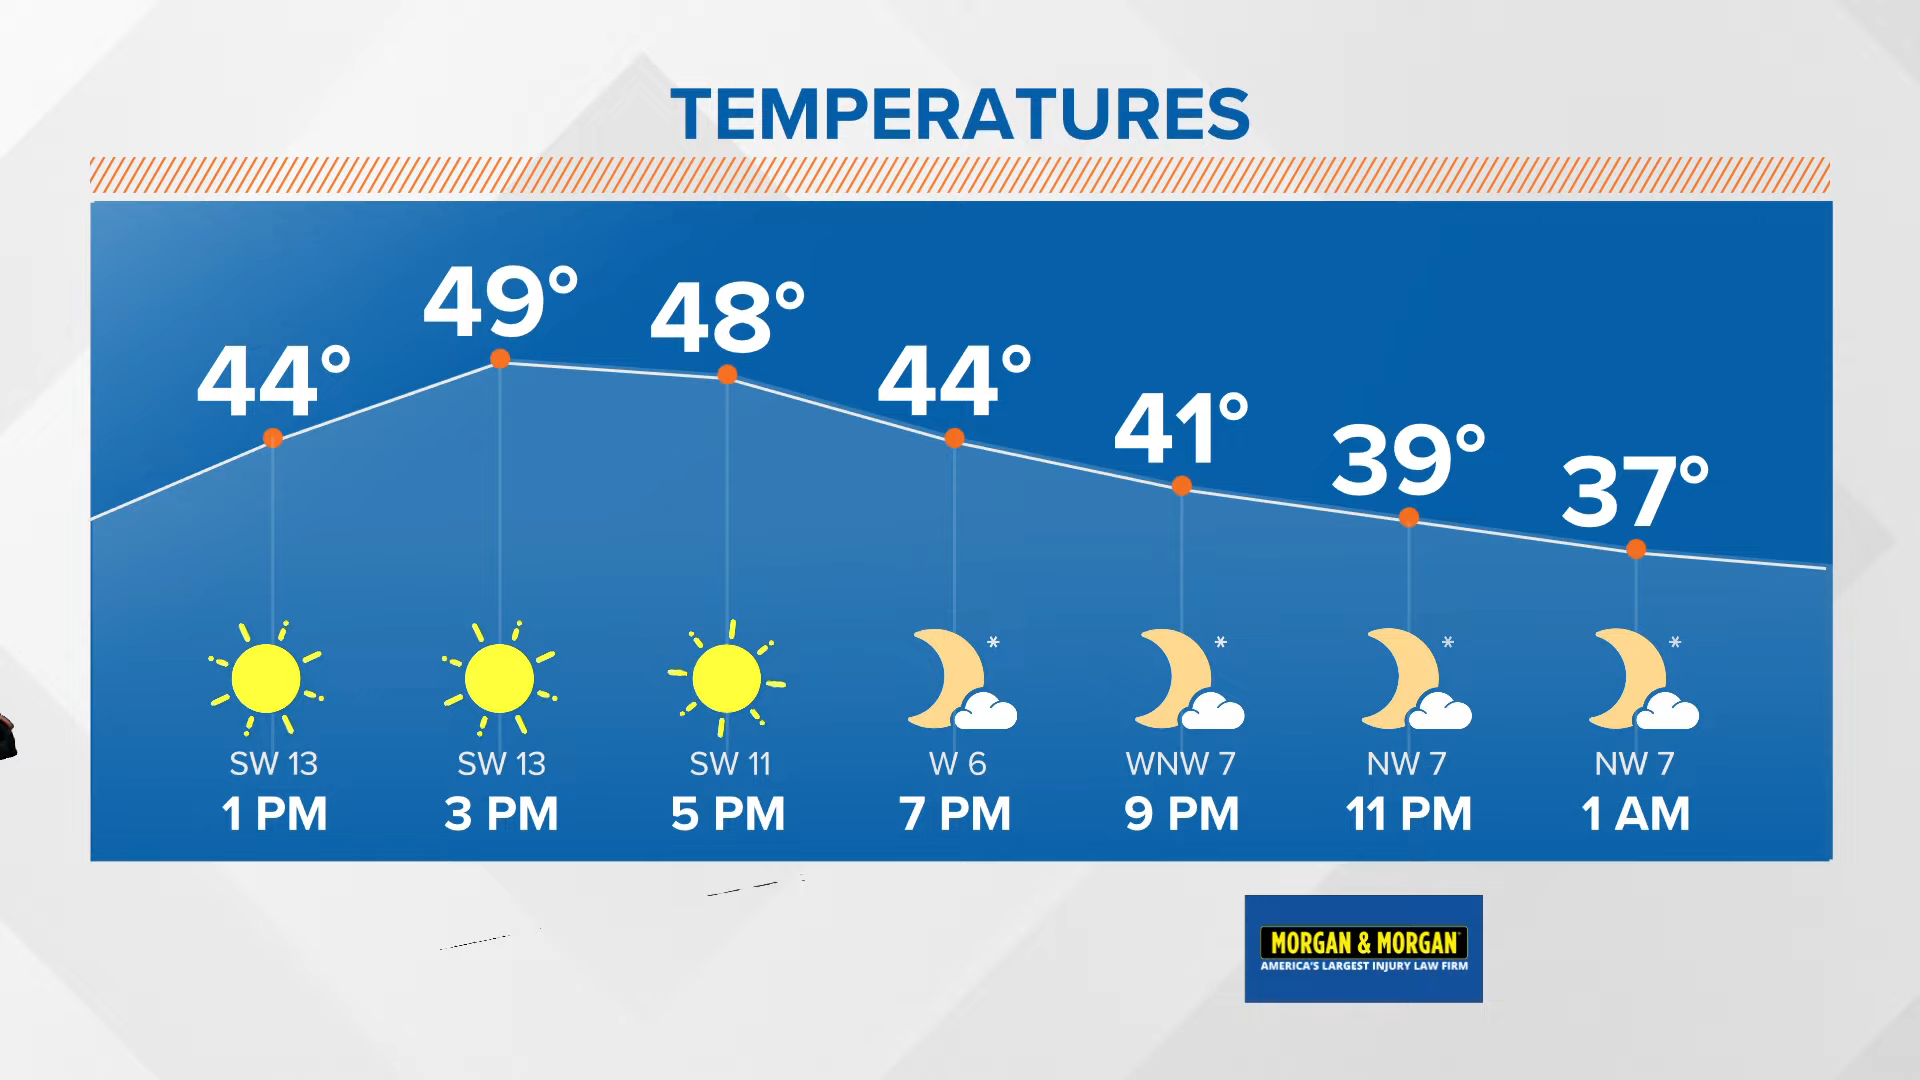 TEMPERATURES
44° 49° 48° 44° 41° 39° 37°
SW 13 SW 13 SW 11 W 6 WNW 7 NW 7 NW 7
1 PM 3 PM 5 PM 7 PM 9 PM 11 PM 1 AM
MORGAN & MORGAN
AMERICA'S LARGEST INJURY LAW FIRM